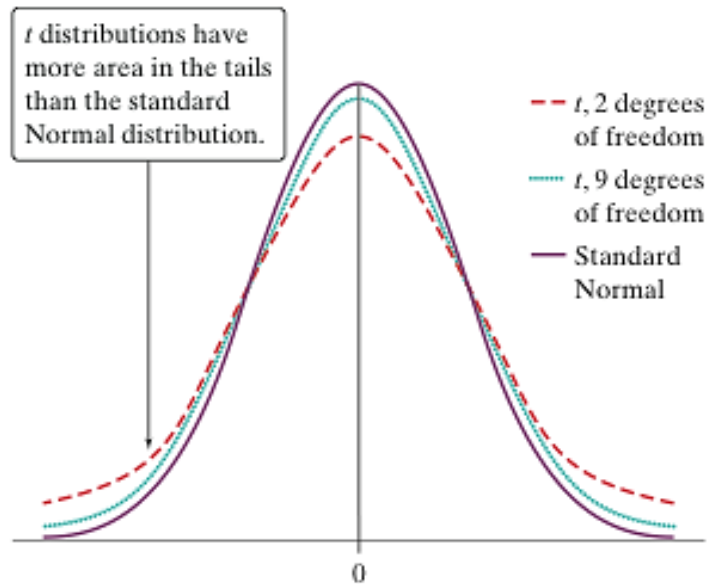 t distributions have
more area in the tails
than the standard
Normal distribution.
t, 2 degrees
of freedom
t, 9 degrees
of freedom
Standard
Normal
0